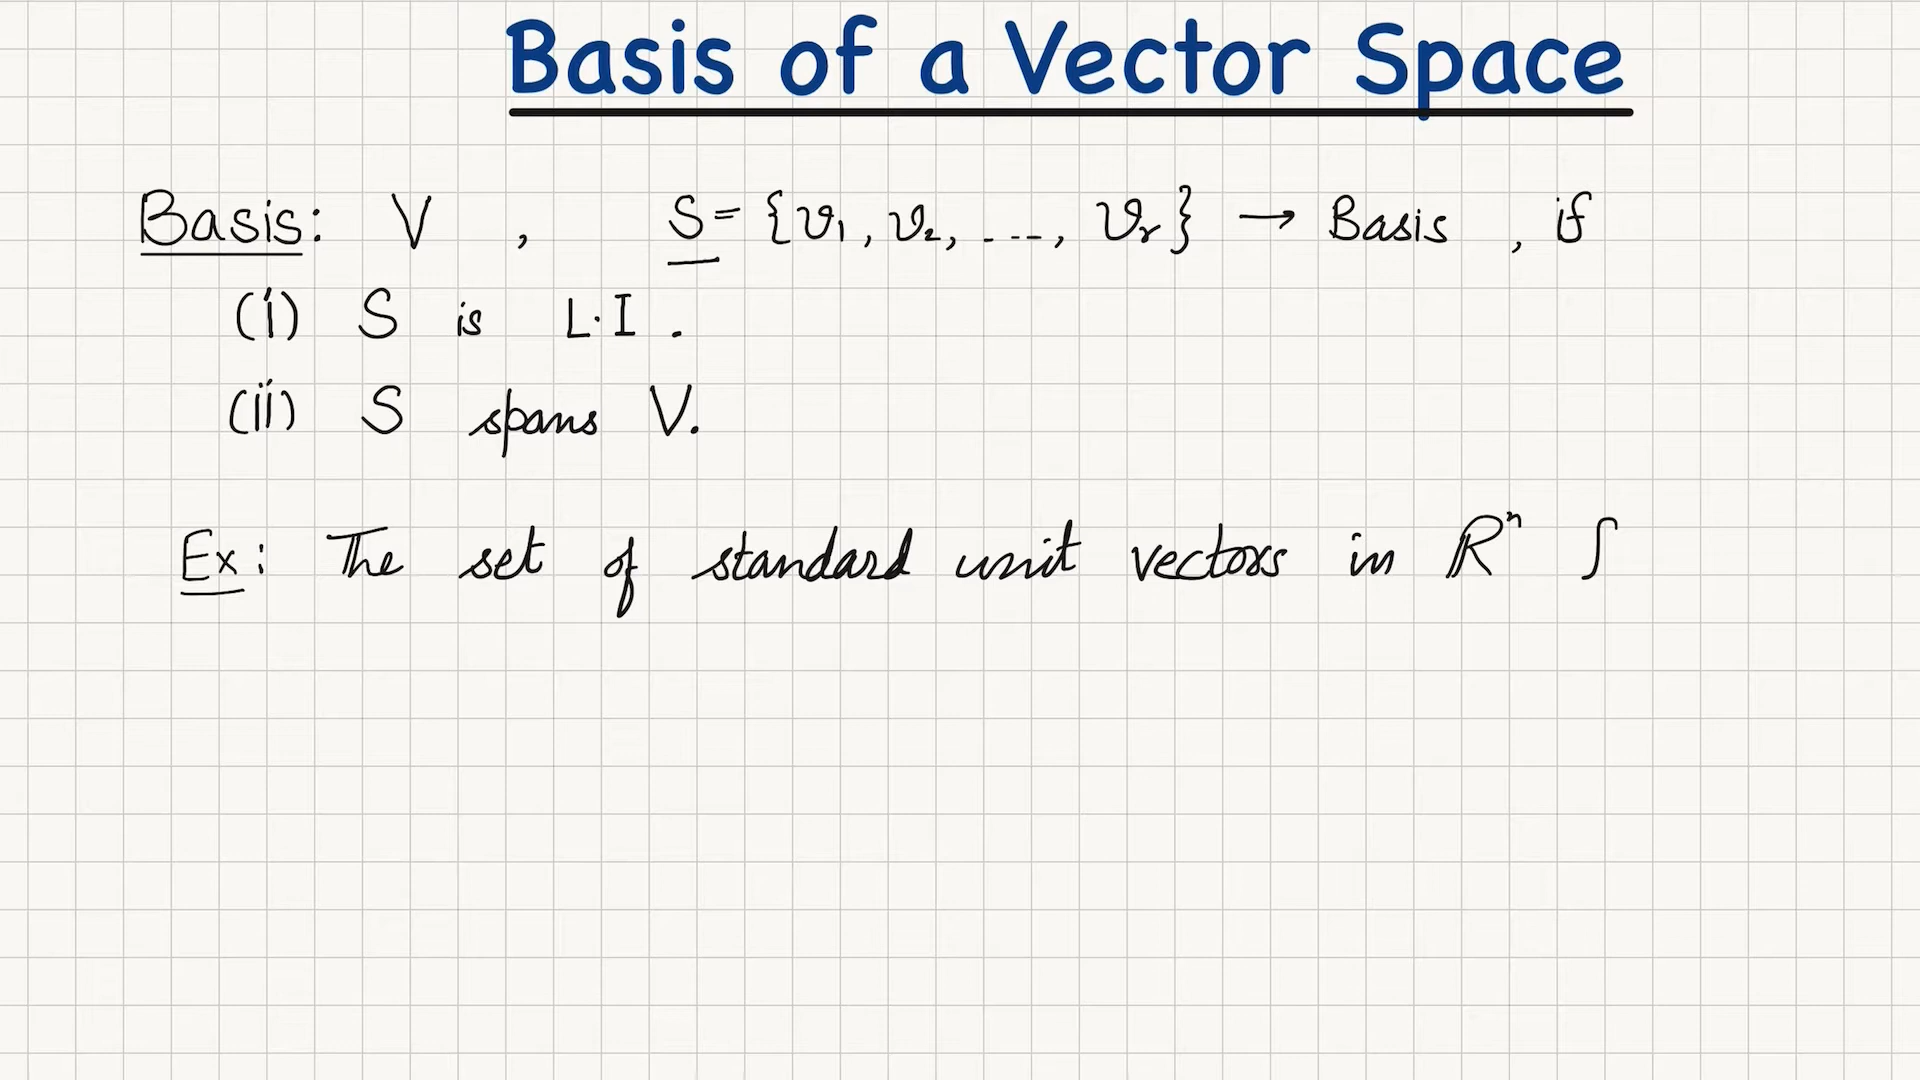 Basis of a Vector Space
Basis: V , S = {v₁, v₂, ...., vᵣ} → Basis , if
(i) S is L.I .
(ii) S spans V.
Ex: The set of standard unit vectors in ℝⁿ